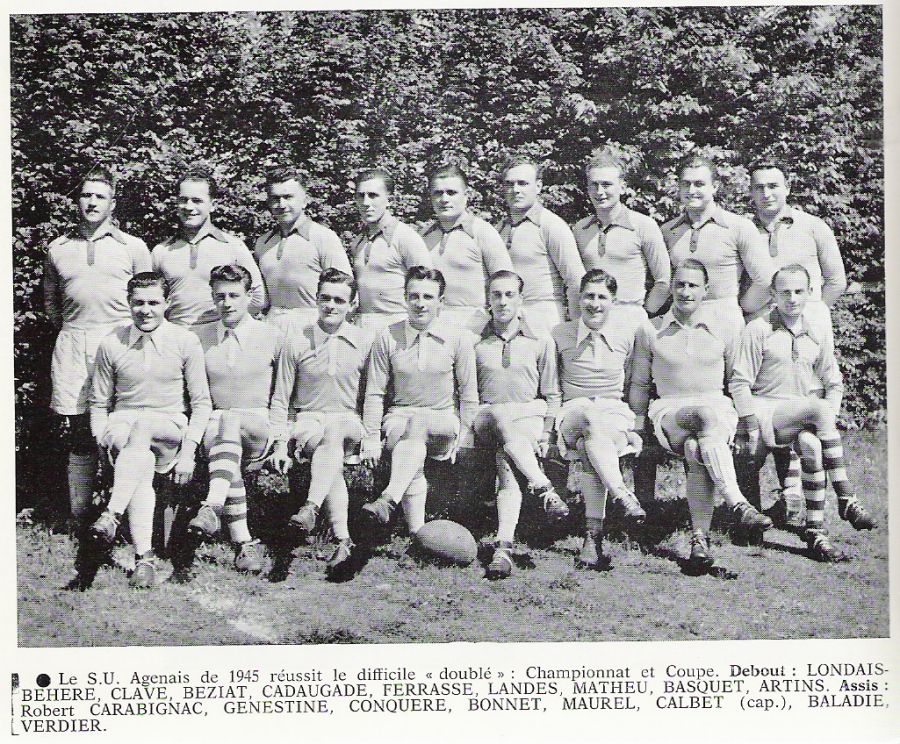 ● Le S.U. Agenais de 1945 réussit le difficile « doublé » : Championnat et Coupe. Debout : LONDAIS-
BEHERE, CLAVE, BEZIAT, CADAUGADE, FERRASSE, LANDES, MATHEU, BASQUET, ARTINS. Assis :
Robert CARABIGNAC, GENESTINE, CONQUERE, BONNET, MAUREL, CALBET (cap.), BALADIE,
VERDIER.